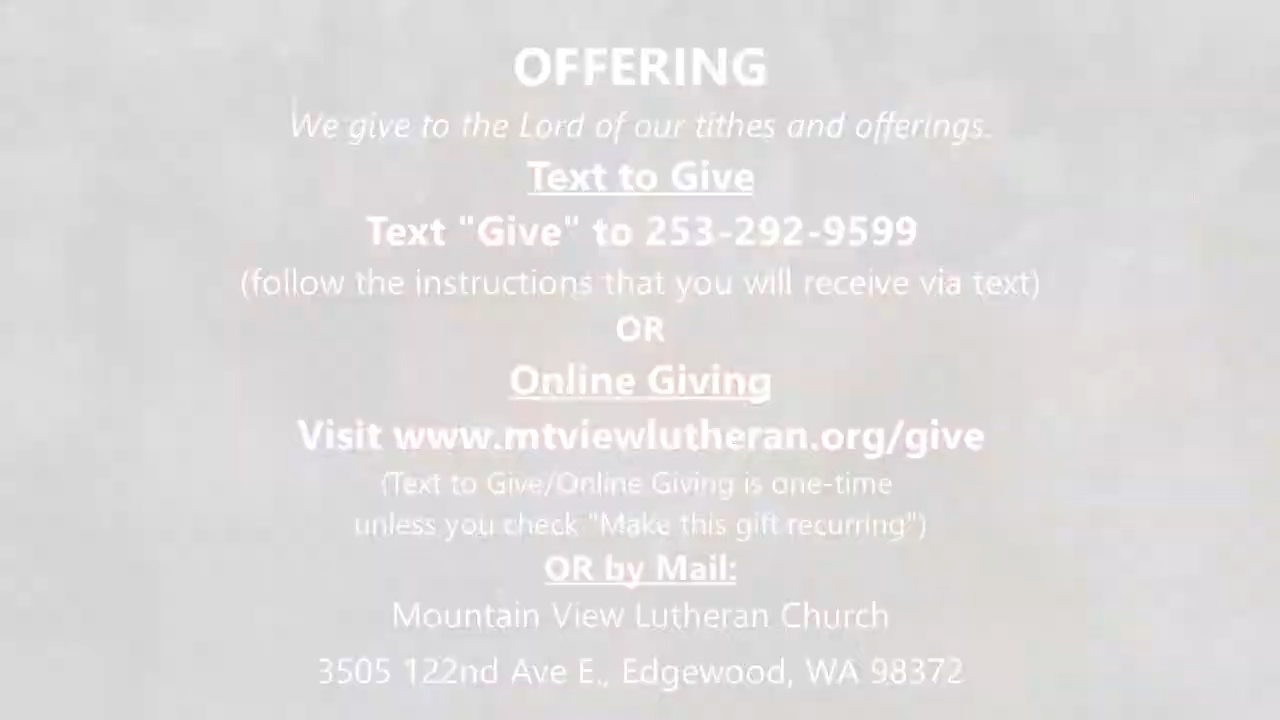 OFFERING
We give to the Lord of our tithes and offerings.
Text to Give
Text "Give" to 253-292-9599
(follow the instructions that you will receive via text)
OR
Online Giving
Visit www.mtviewlutheran.org/give
(Text to Give/Online Giving is one-time
unless you check "Make this gift recurring")
OR by Mail:
Mountain View Lutheran Church
3505 122nd Ave E., Edgewood, WA 98372